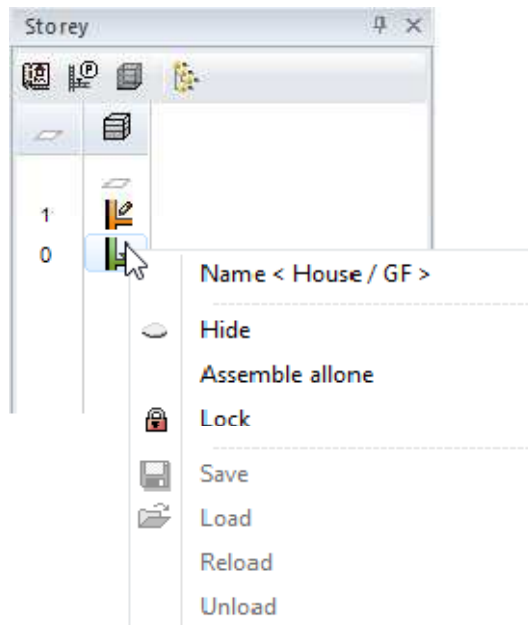 Storey
1
0
Name < House / GF >
Hide
Assemble allone
Lock
Save
Load
Reload
Unload